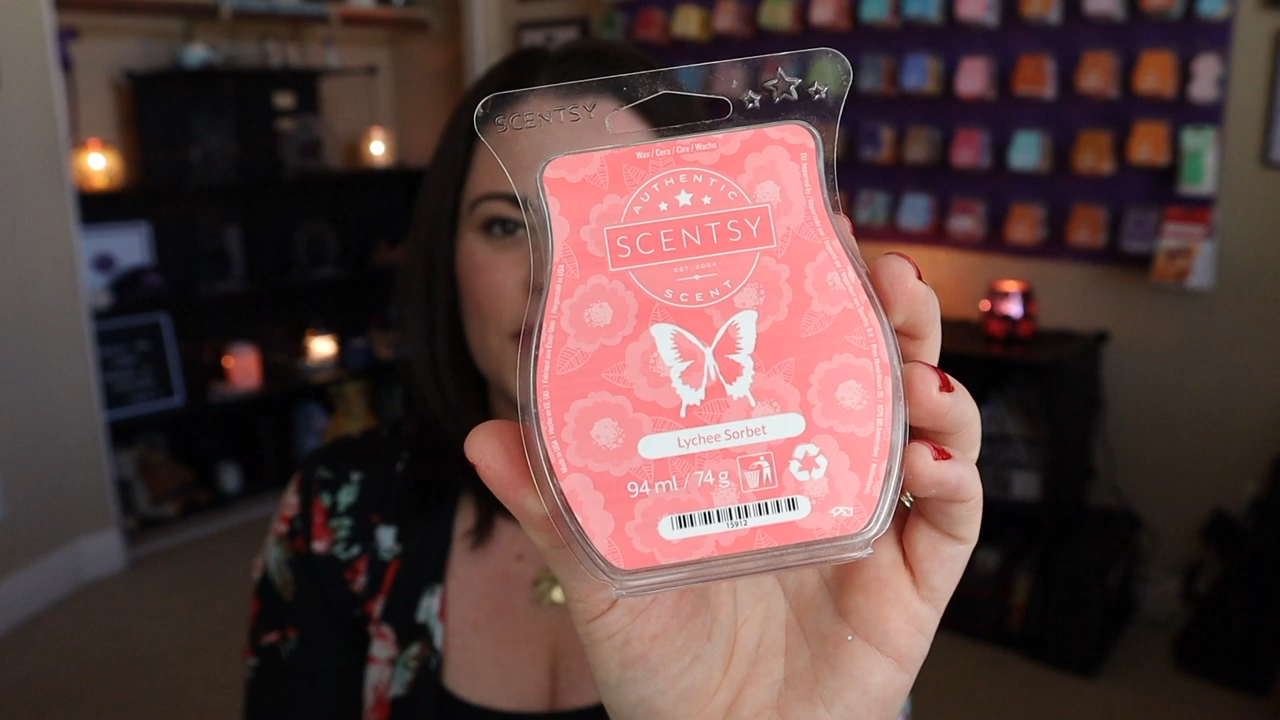 SCENTSY
Wax / Cera / Cire / Wachs
AUTHENTIC
SCENTSY
EST. 2004
SCENT
Lychee Sorbet
94 ml / 74 g
15912